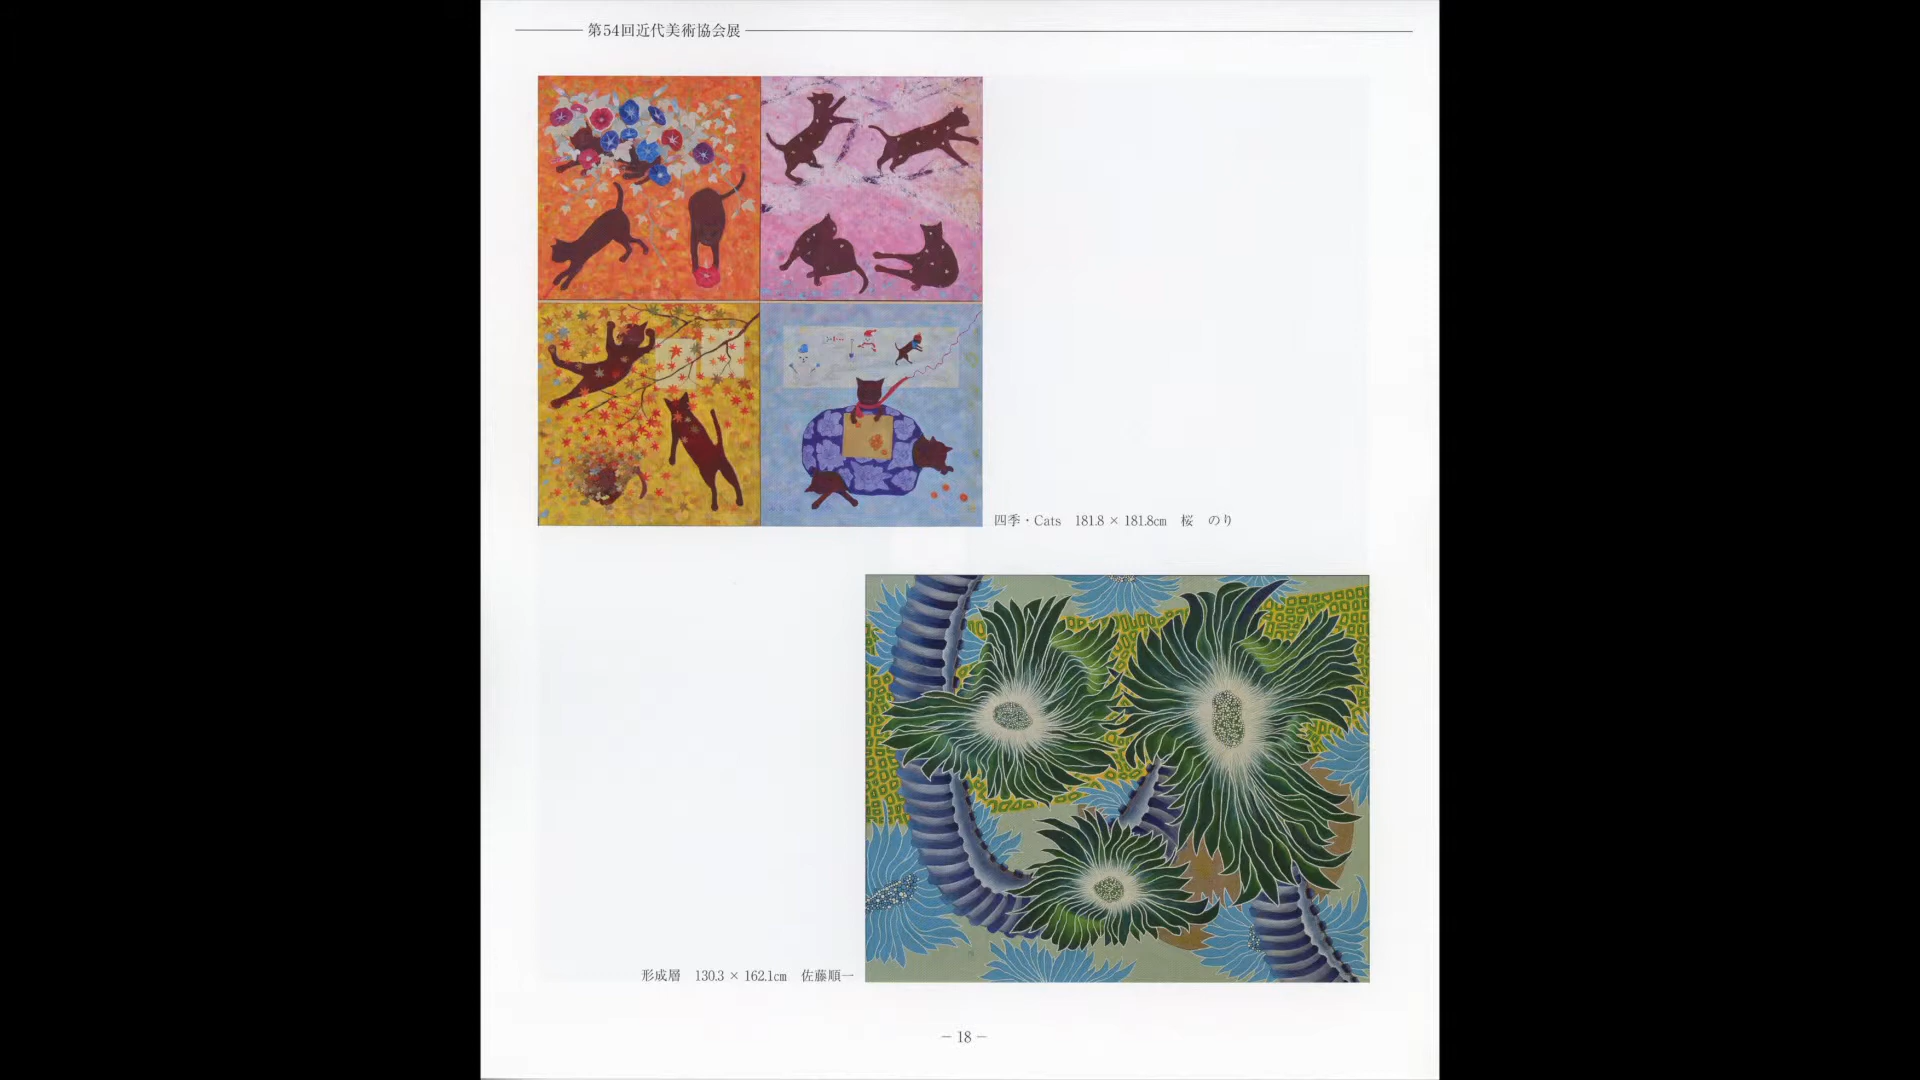 第54回近代美術協会展
四季・Cats 181.8 × 181.8cm 桜 のり
形成層 130.3 × 162.1cm 佐藤順一
－ 18 －